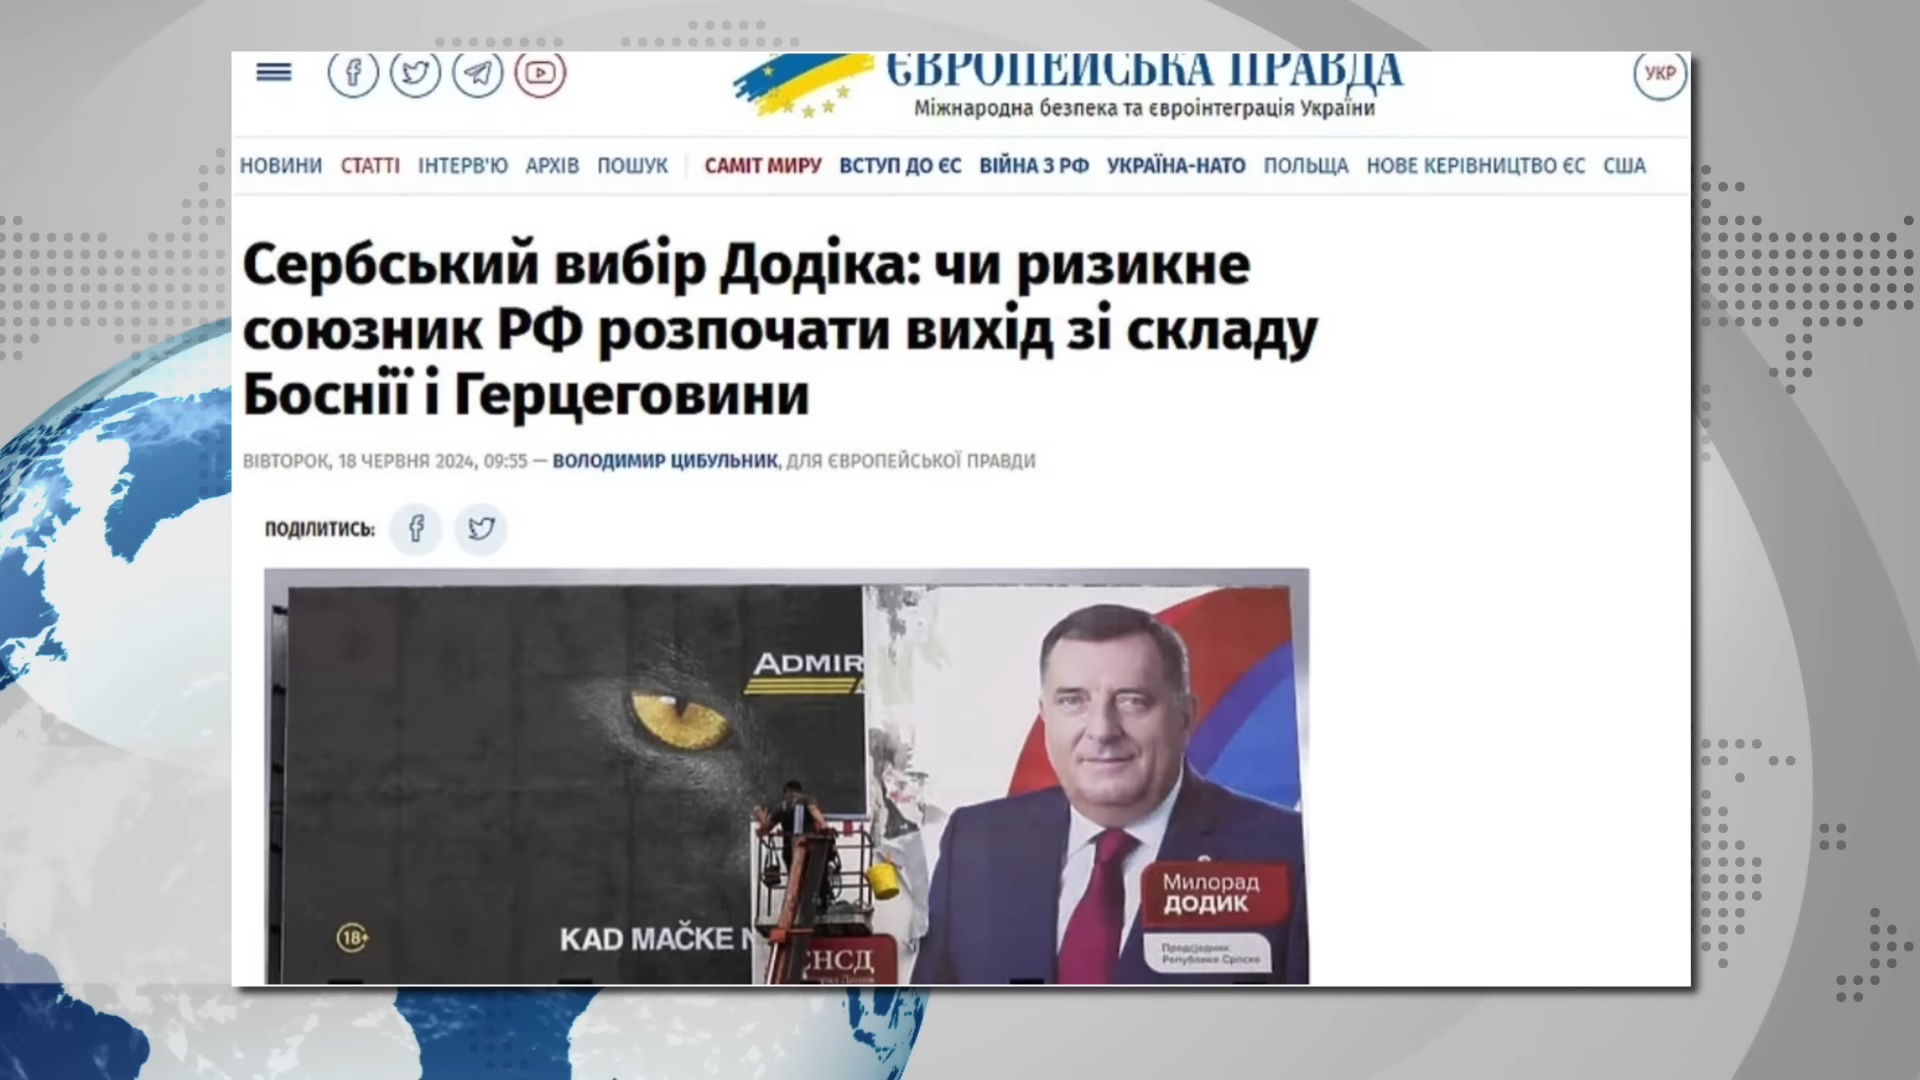 ЄВРОПЕЙСЬКА ПРАВДА
Міжнародна безпека та євроінтеграція України
УКР
НОВИНИ СТАТТІ ІНТЕРВ'Ю АРХІВ ПОШУК САМІТ МИРУ ВСТУП ДО ЄС ВІЙНА З РФ УКРАЇНА-НАТО ПОЛЬЩА НОВЕ КЕРІВНИЦТВО ЄС США
Сербський вибір Додіка: чи ризикне
союзник РФ розпочати вихід зі складу
Боснії і Герцеговини
ВІВТОРОК, 18 ЧЕРВНЯ 2024, 09:55 — ВОЛОДИМИР ЦИБУЛЬНИК, ДЛЯ ЄВРОПЕЙСЬКОЇ ПРАВДИ
ПОДІЛИТИСЬ:
ADMIR
Милорад
ДОДИК
Предсједник
Републике Српске
18+
KAD MAČKE
СНСД